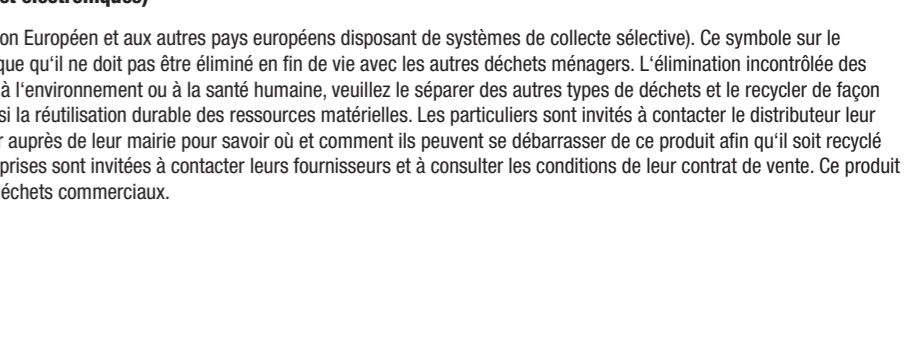 et électroniques)
on Européen et aux autres pays européens disposant de systèmes de collecte sélective). Ce symbole sur le
que qu‘il ne doit pas être éliminé en fin de vie avec les autres déchets ménagers. L‘élimination incontrôlée des
à l‘environnement ou à la santé humaine, veuillez le séparer des autres types de déchets et le recycler de façon
si la réutilisation durable des ressources matérielles. Les particuliers sont invités à contacter le distributeur leur
r auprès de leur mairie pour savoir où et comment ils peuvent se débarrasser de ce produit afin qu‘il soit recyclé
prises sont invitées à contacter leurs fournisseurs et à consulter les conditions de leur contrat de vente. Ce produit
échets commerciaux.